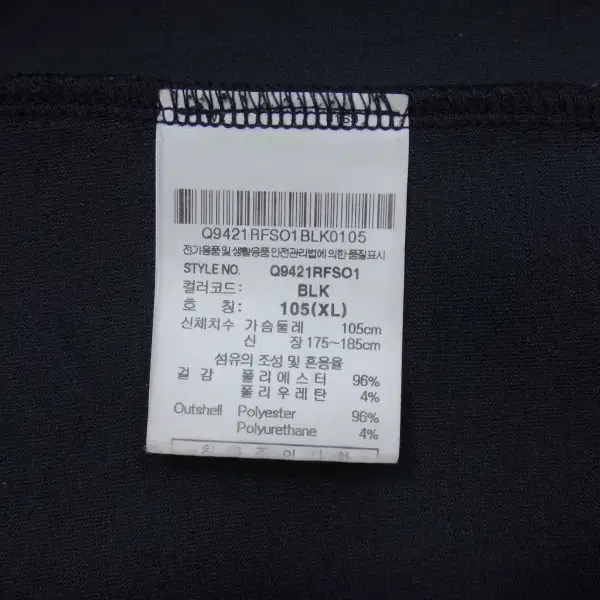 Q9421RFSO1BLK0105
전기용품및생활용품안전관리법에의한품질표시
STYLE NO. Q9421RFSO1
컬러코드: BLK
호 칭: 105(XL)
신체치수 가슴둘레 105cm
신 장 175~185cm
섬유의 조성 및 혼용율
겉 감 폴리에스터 96%
폴리우레탄 4%
Outshell Polyester 96%
Polyurethane 4%